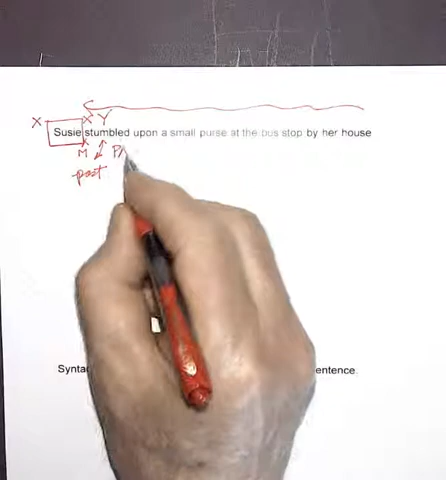 X X Y
Susie stumbled upon a small purse at the bus stop by her house
M P
past
Synta
entence.